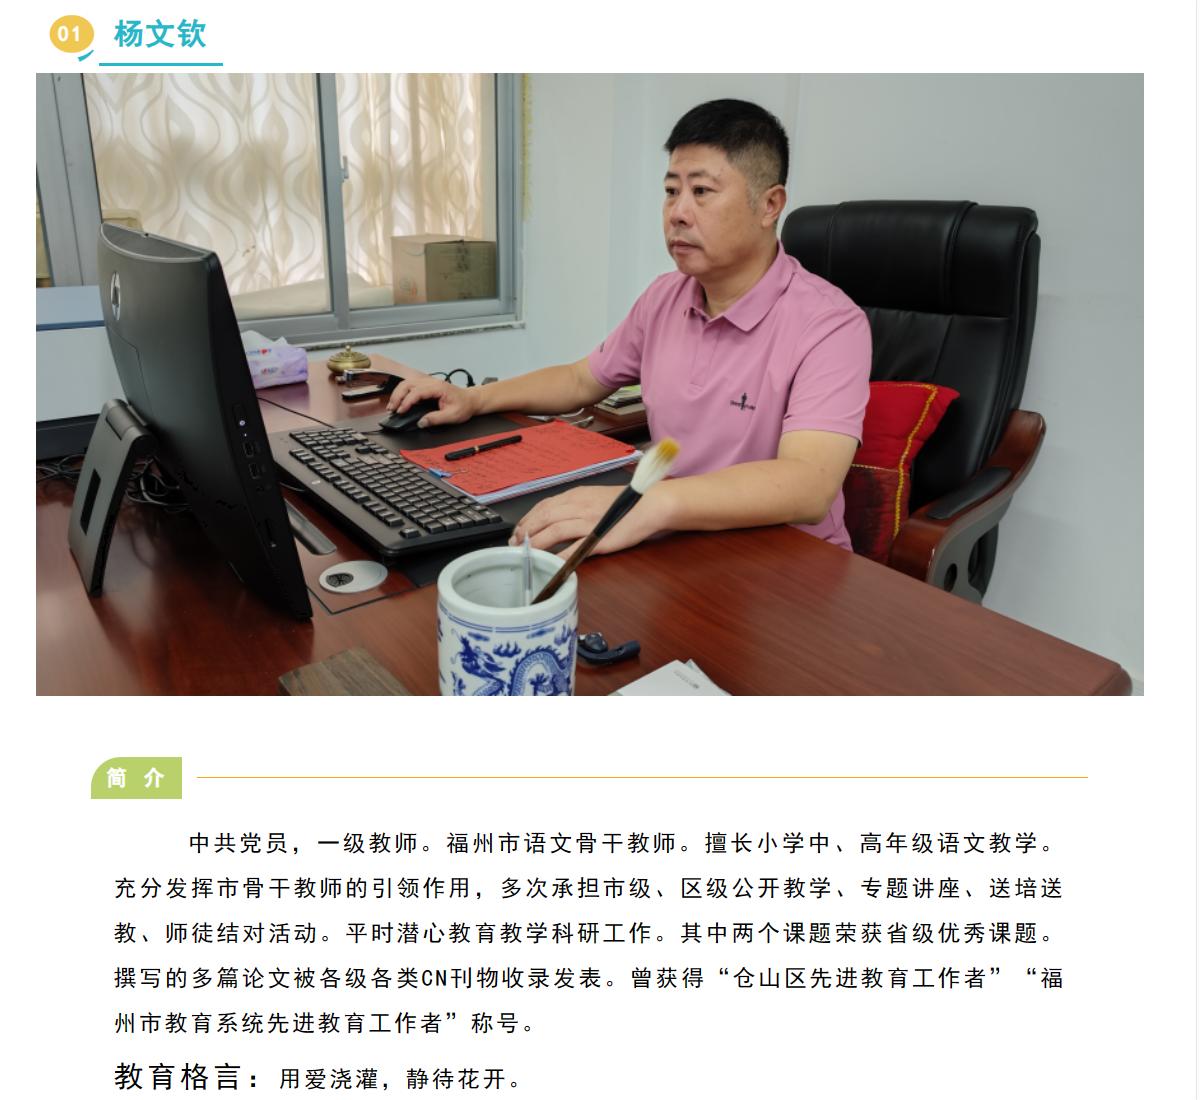 01 杨文钦
简 介
中共党员，一级教师。福州市语文骨干教师。擅长小学中、高年级语文教学。
充分发挥市骨干教师的引领作用，多次承担市级、区级公开教学、专题讲座、送培送
教、师徒结对活动。平时潜心教育教学科研工作。其中两个课题荣获省级优秀课题。
撰写的多篇论文被各级各类CN刊物收录发表。曾获得“仓山区先进教育工作者”“福
州市教育系统先进教育工作者”称号。
教育格言：用爱浇灌，静待花开。